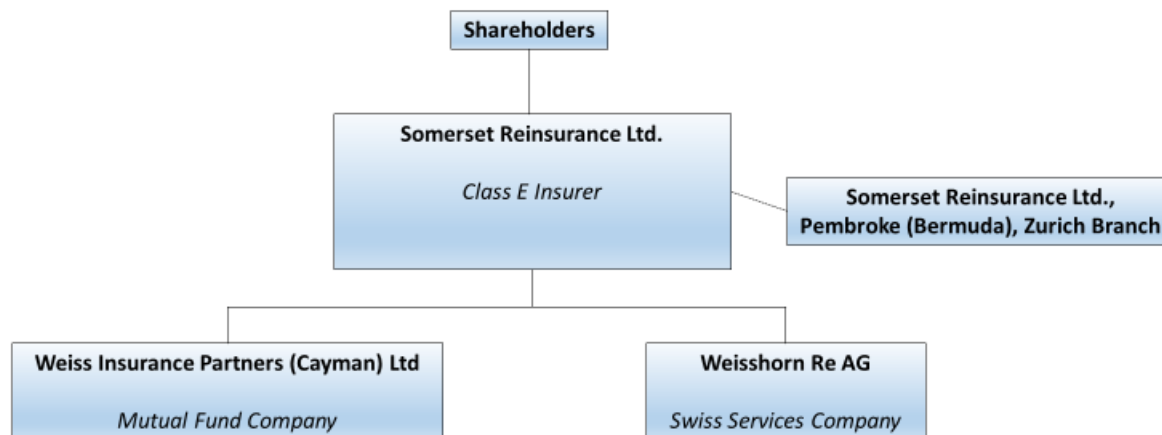 Shareholders
Somerset Reinsurance Ltd.
Class E Insurer
Somerset Reinsurance Ltd.,
Pembroke (Bermuda), Zurich Branch
Weiss Insurance Partners (Cayman) Ltd
Mutual Fund Company
Weisshorn Re AG
Swiss Services Company